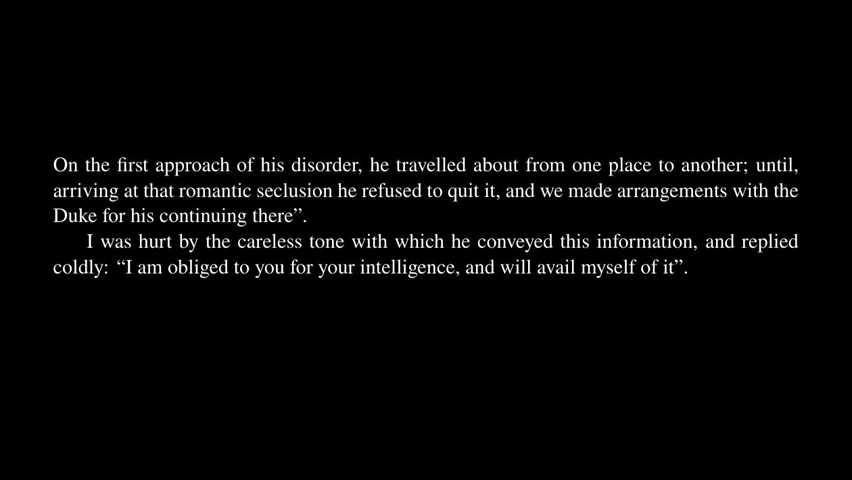 On the first approach of his disorder, he travelled about from one place to another; until,
arriving at that romantic seclusion he refused to quit it, and we made arrangements with the
Duke for his continuing there”.
I was hurt by the careless tone with which he conveyed this information, and replied
coldly: “I am obliged to you for your intelligence, and will avail myself of it”.